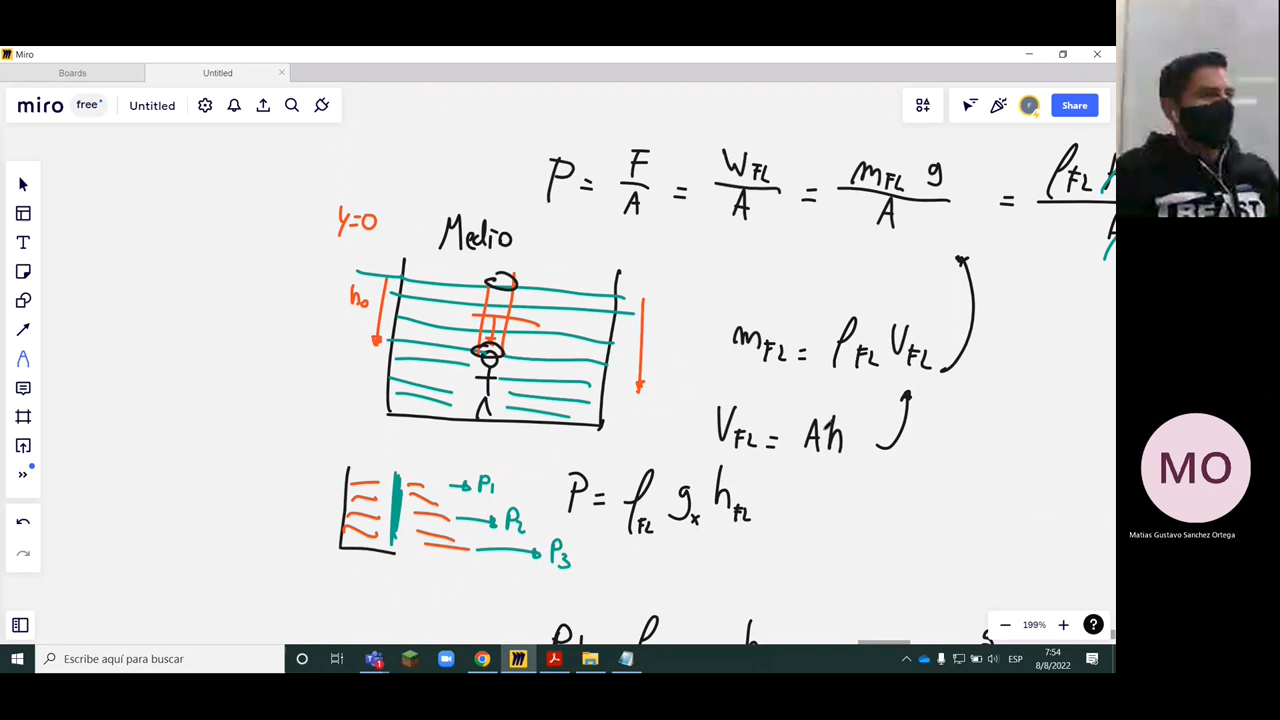 Miro
Boards
Untitled
miro free Untitled
Share
P = F/A = W_FL/A = m_FL g/A = ρ_FL
y=0
Medio
h₀
m_FL = ρ_FL V_FL
V_FL = Ah
P₁
P₂
P₃
P = ρ_FL g_x h_FL
BEAST
MO
Matias Gustavo Sanchez Ortega
199%
Escribe aquí para buscar
ESP
7:54
8/8/2022